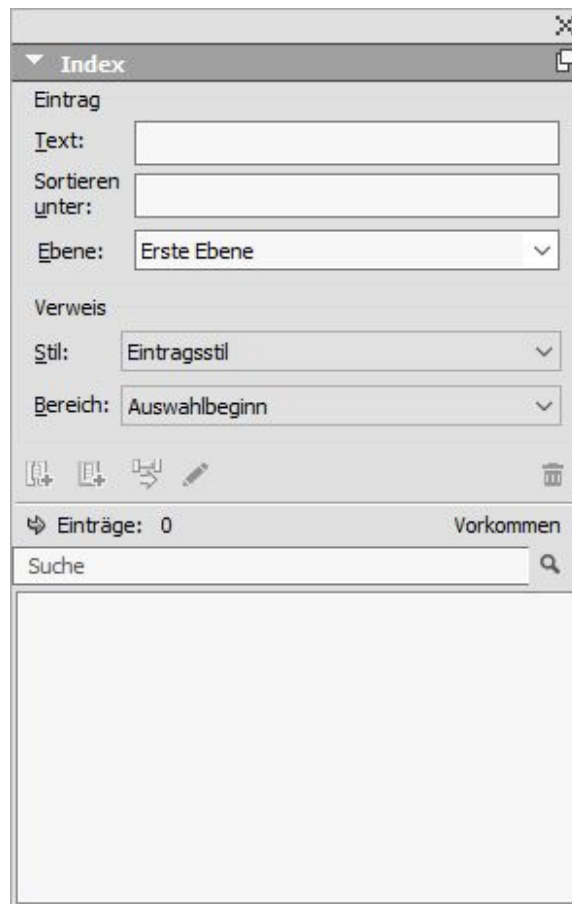 Index
Eintrag
Text:
Sortieren
unter:
Ebene: Erste Ebene
Verweis
Stil: Eintragsstil
Bereich: Auswahlbeginn
Einträge: 0 Vorkommen
Suche